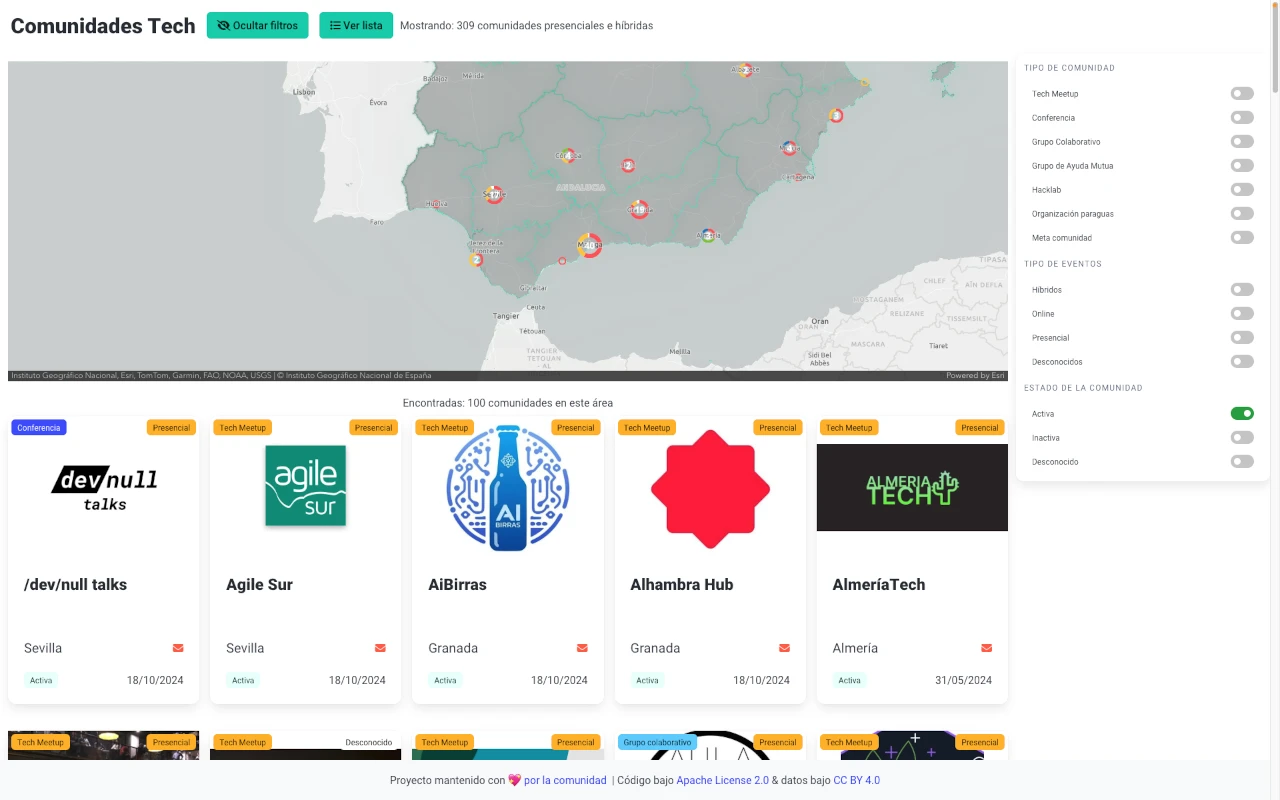 Comunidades Tech
Ocultar filtros
Ver lista
Mostrando: 309 comunidades presenciales e híbridas
Lisbon
Badajoz
Mérida
Albacete
Évora
Córdoba
Murcia
Cartagena
ANDALUCIA
Sevilla
Huelva
Granada
Faro
Almería
Málaga
Jerez de la
Frontera
Gibraltar
Ceuta
Tangier
Tétouan
TANGIER
TETOUAN
- AL
Melilla
Oran
ORAN
MOSTAGANEM
RELIZANE
CHLEF
AÏN DEFLA
TIPASA
TISSEMSILT
MASCARA
Tiaret
Sidi Bel
Abbès
Instituto Geográfico Nacional, Esri, TomTom, Garmin, FAO, NOAA, USGS | © Instituto Geográfico Nacional de España
Powered by Esri
TIPO DE COMUNIDAD
Tech Meetup
Conferencia
Grupo Colaborativo
Grupo de Ayuda Mutua
Hacklab
Organización paraguas
Meta comunidad
TIPO DE EVENTOS
Híbridos
Online
Presencial
Desconocidos
ESTADO DE LA COMUNIDAD
Activa
Inactiva
Desconocido
Encontradas: 100 comunidades en este área
Conferencia
Presencial
dev/null
talks
/dev/null talks
Sevilla
Activa
18/10/2024
Tech Meetup
Presencial
agile
sur
Agile Sur
Sevilla
Activa
18/10/2024
Tech Meetup
Presencial
AI
BIRRAS
AiBirras
Granada
Activa
18/10/2024
Tech Meetup
Presencial
Alhambra Hub
Granada
Activa
18/10/2024
Tech Meetup
Presencial
ALMERIA
TECH
AlmeríaTech
Almería
Activa
31/05/2024
Tech Meetup
Presencial
Tech Meetup
Desconocido
Tech Meetup
Presencial
Grupo colaborativo
Presencial
Tech Meetup
Presencial
Proyecto mantenido con 💖 por la comunidad | Código bajo Apache License 2.0 & datos bajo CC BY 4.0